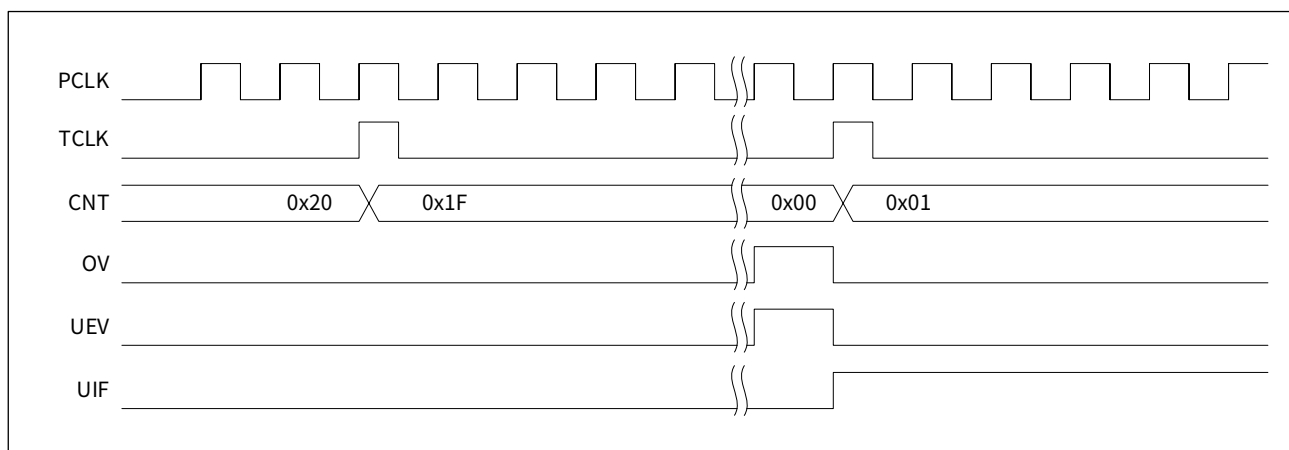 PCLK
TCLK
CNT 0x20 0x1F 0x00 0x01
OV
UEV
UIF